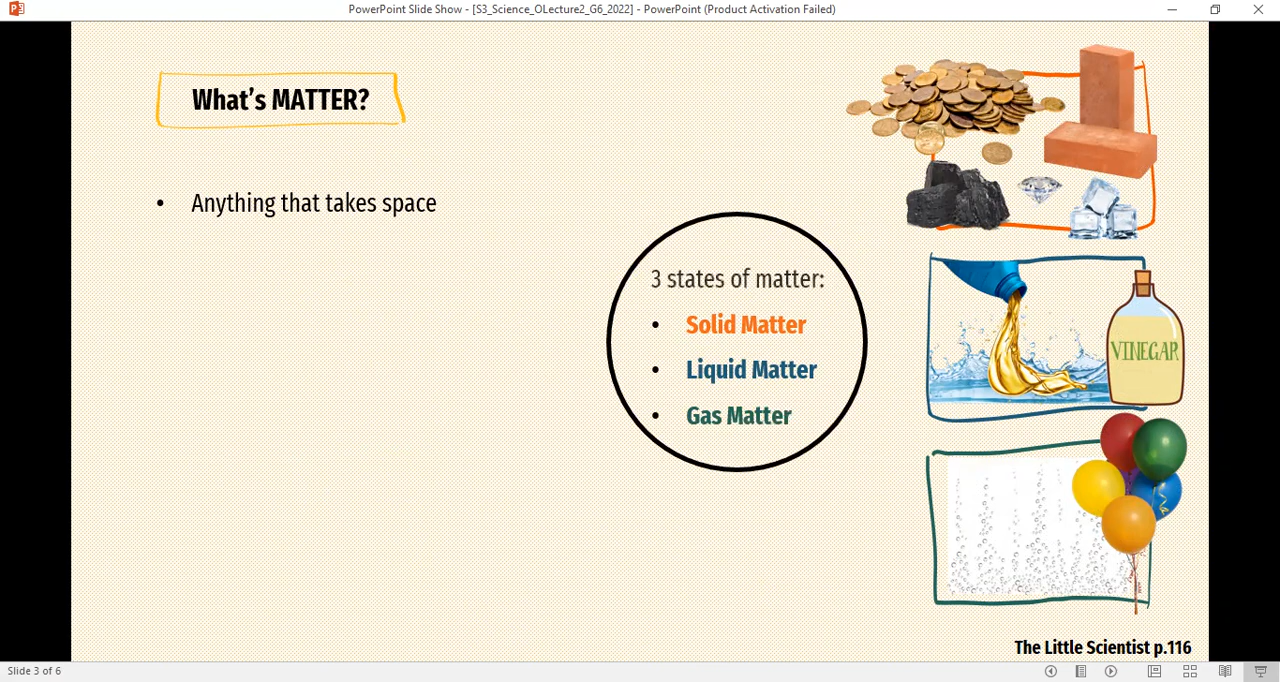 PowerPoint Slide Show - [S3_Science_OLecture2_G6_2022] - PowerPoint (Product Activation Failed)
What's MATTER?
• Anything that takes space
3 states of matter:
• Solid Matter
• Liquid Matter
• Gas Matter
VINEGAR
The Little Scientist p.116
Slide 3 of 6